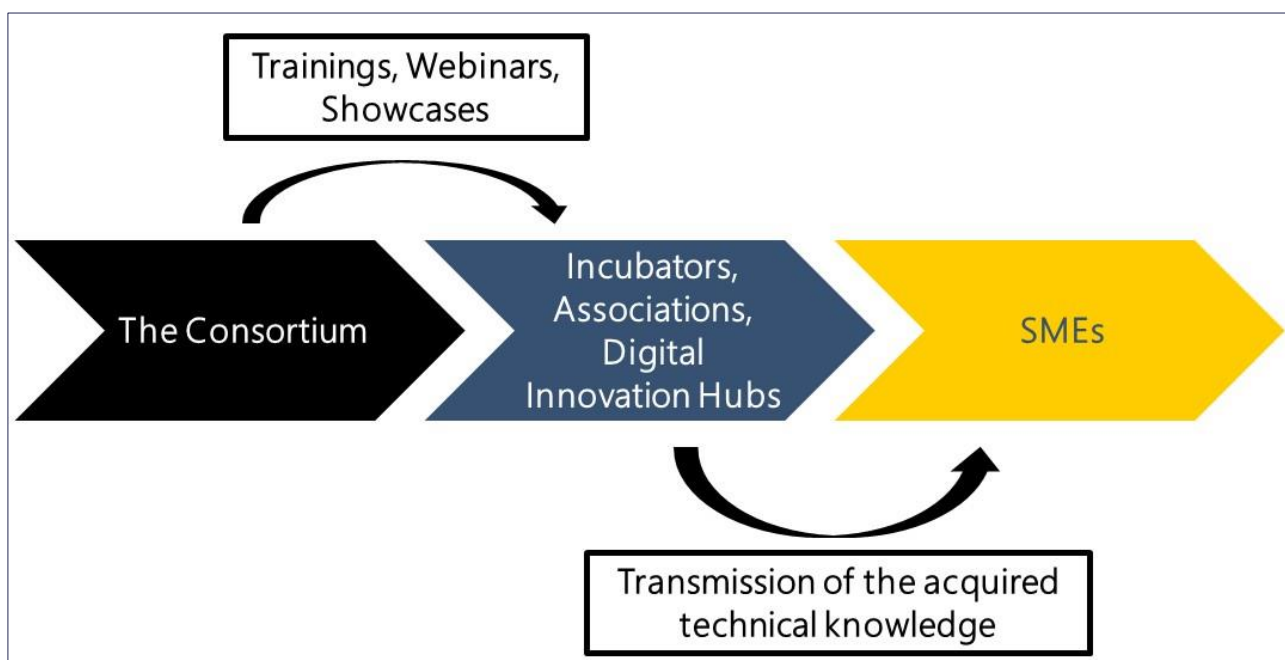 Trainings, Webinars,
Showcases
The Consortium
Incubators,
Associations,
Digital
Innovation Hubs
SMEs
Transmission of the acquired
technical knowledge